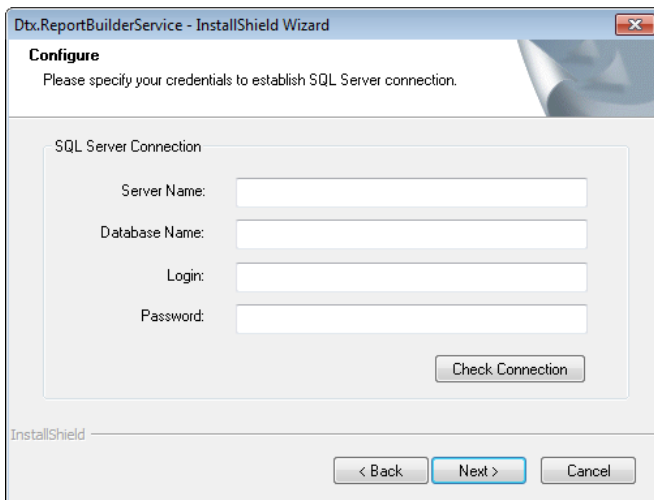 Dtx.ReportBuilderService - InstallShield Wizard
Configure
Please specify your credentials to establish SQL Server connection.
SQL Server Connection
Server Name:
Database Name:
Login:
Password:
Check Connection
InstallShield
< Back Next > Cancel